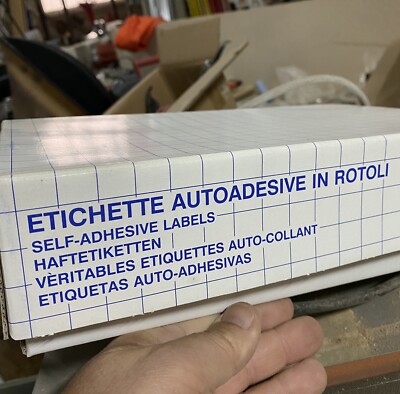 ETICHETTE AUTOADESIVE IN ROTOLI
SELF-ADHESIVE LABELS
HAFTETIKETTEN
VÈRITABLES ETIQUETTES AUTO-COLLANT
ETIQUETAS AUTO-ADHESIVAS